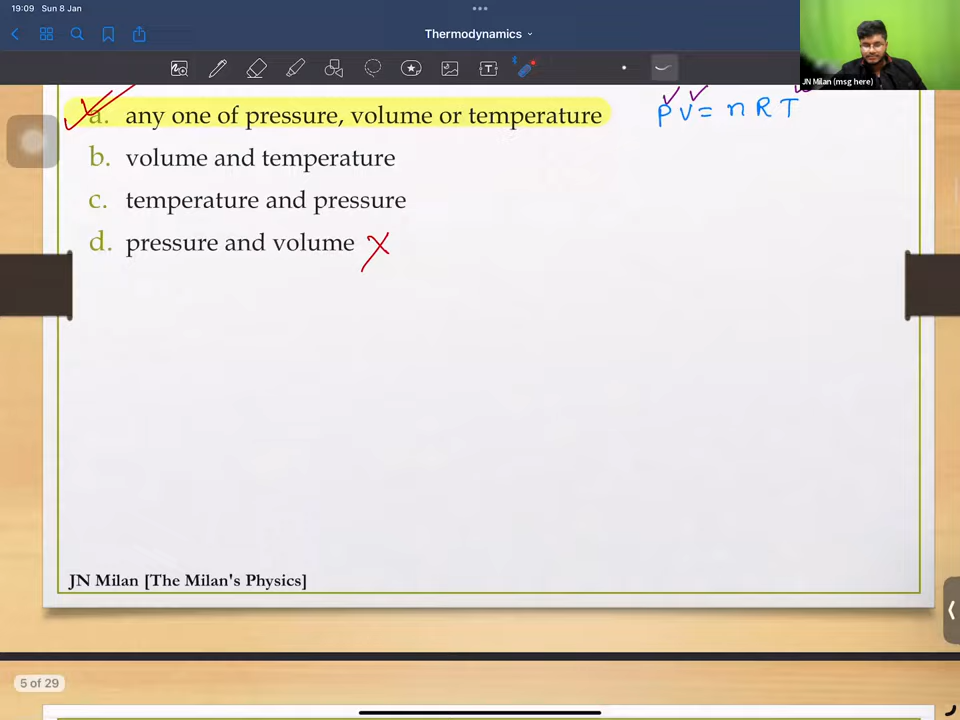 19:09 Sun 8 Jan
Thermodynamics
JN Milan (msg here)
a. any one of pressure, volume or temperature
PV = nRT
b. volume and temperature
c. temperature and pressure
d. pressure and volume
JN Milan [The Milan's Physics]
5 of 29